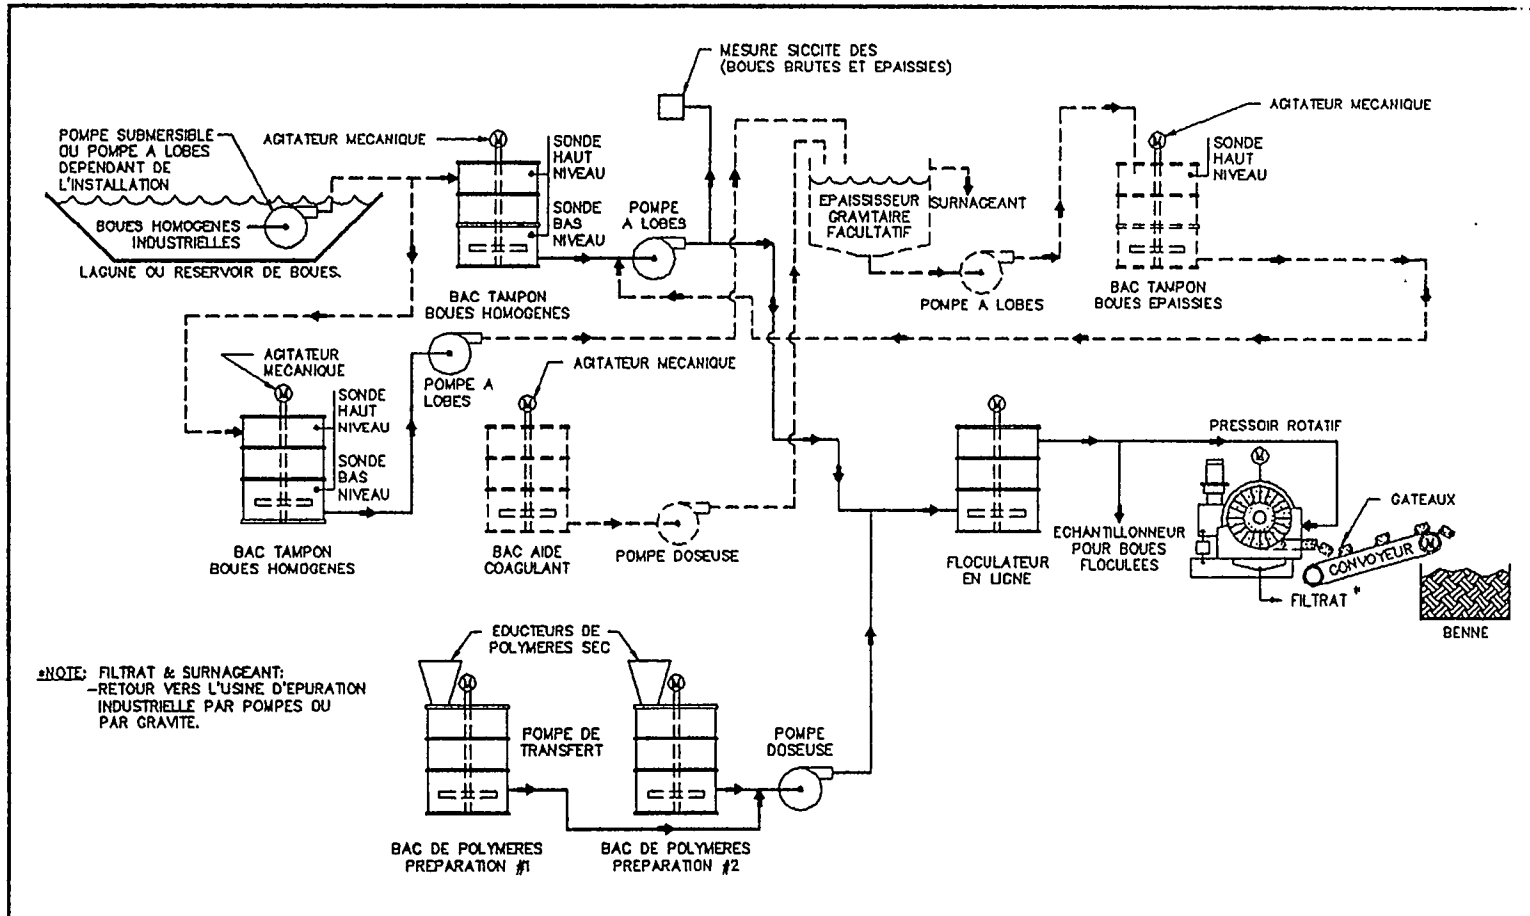 MESURE SICCITE DES
(BOUES BRUTES ET EPAISSIES)
POMPE SUBMERSIBLE
OU POMPE A LOBES
DEPENDANT DE
L'INSTALLATION
BOUES HOMOGENES
INDUSTRIELLES
LAGUNE OU RESERVOIR DE BOUES.
AGITATEUR MECANIQUE
M
SONDE
HAUT
NIVEAU
SONDE
BAS
NIVEAU
BAC TAMPON
BOUES HOMOGENES
POMPE
A LOBES
EPAISSISSEUR
GRAVITAIRE
FACULTATIF
SURNAGEANT
POMPE A LOBES
AGITATEUR MECANIQUE
M
SONDE
HAUT
NIVEAU
BAC TAMPON
BOUES EPAISSIES
AGITATEUR
MECANIQUE
M
SONDE
HAUT
NIVEAU
SONDE
BAS
NIVEAU
BAC TAMPON
BOUES HOMOGENES
POMPE A
LOBES
AGITATEUR MECANIQUE
M
BAC AIDE
COAGULANT
POMPE DOSEUSE
M
FLOCULATEUR
EN LIGNE
ECHANTILLONEUR
POUR BOUES
FLOCULEES
PRESSOIR ROTATIF
M
GATEAUX
CONVOYEUR
M
FILTRAT *
BENNE
EDUCTEURS DE
POLYMERES SEC
M
M
POMPE DE
TRANSFERT
POMPE
DOSEUSE
BAC DE POLYMERES
PREPARATION #1
BAC DE POLYMERES
PREPARATION #2
*NOTE: FILTRAT & SURNAGEANT:
-RETOUR VERS L'USINE D'EPURATION
INDUSTRIELLE PAR POMPES OU
PAR GRAVITE.